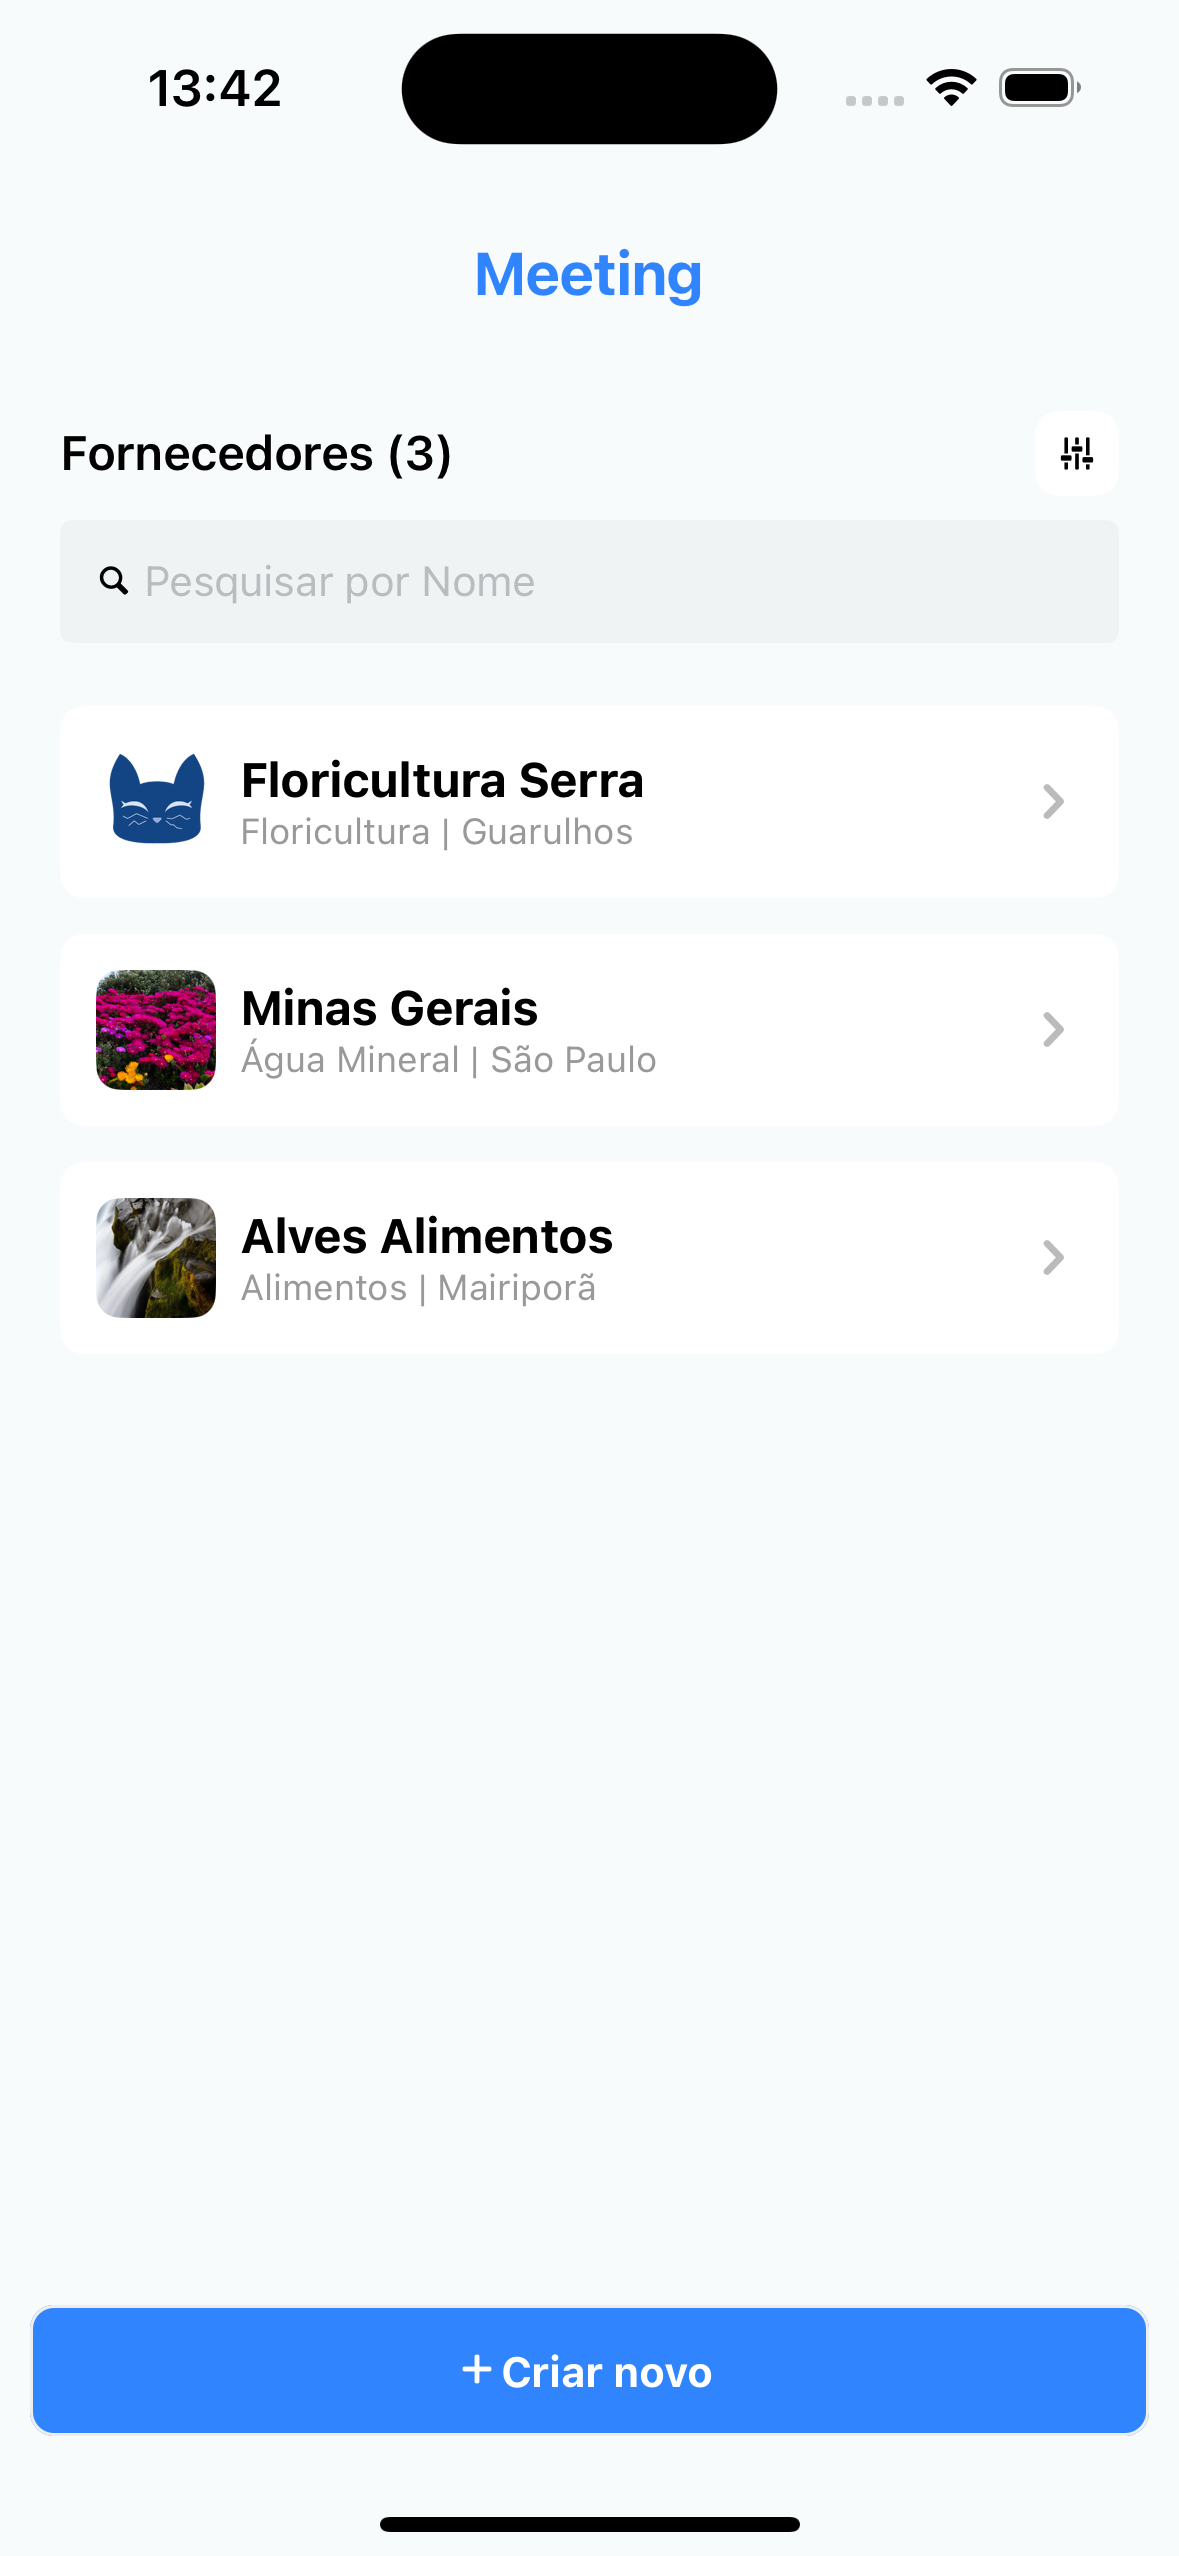 13:42
Meeting
Fornecedores (3)
Pesquisar por Nome
Floricultura Serra
Floricultura | Guarulhos
Minas Gerais
Água Mineral | São Paulo
Alves Alimentos
Alimentos | Mairiporã
+ Criar novo